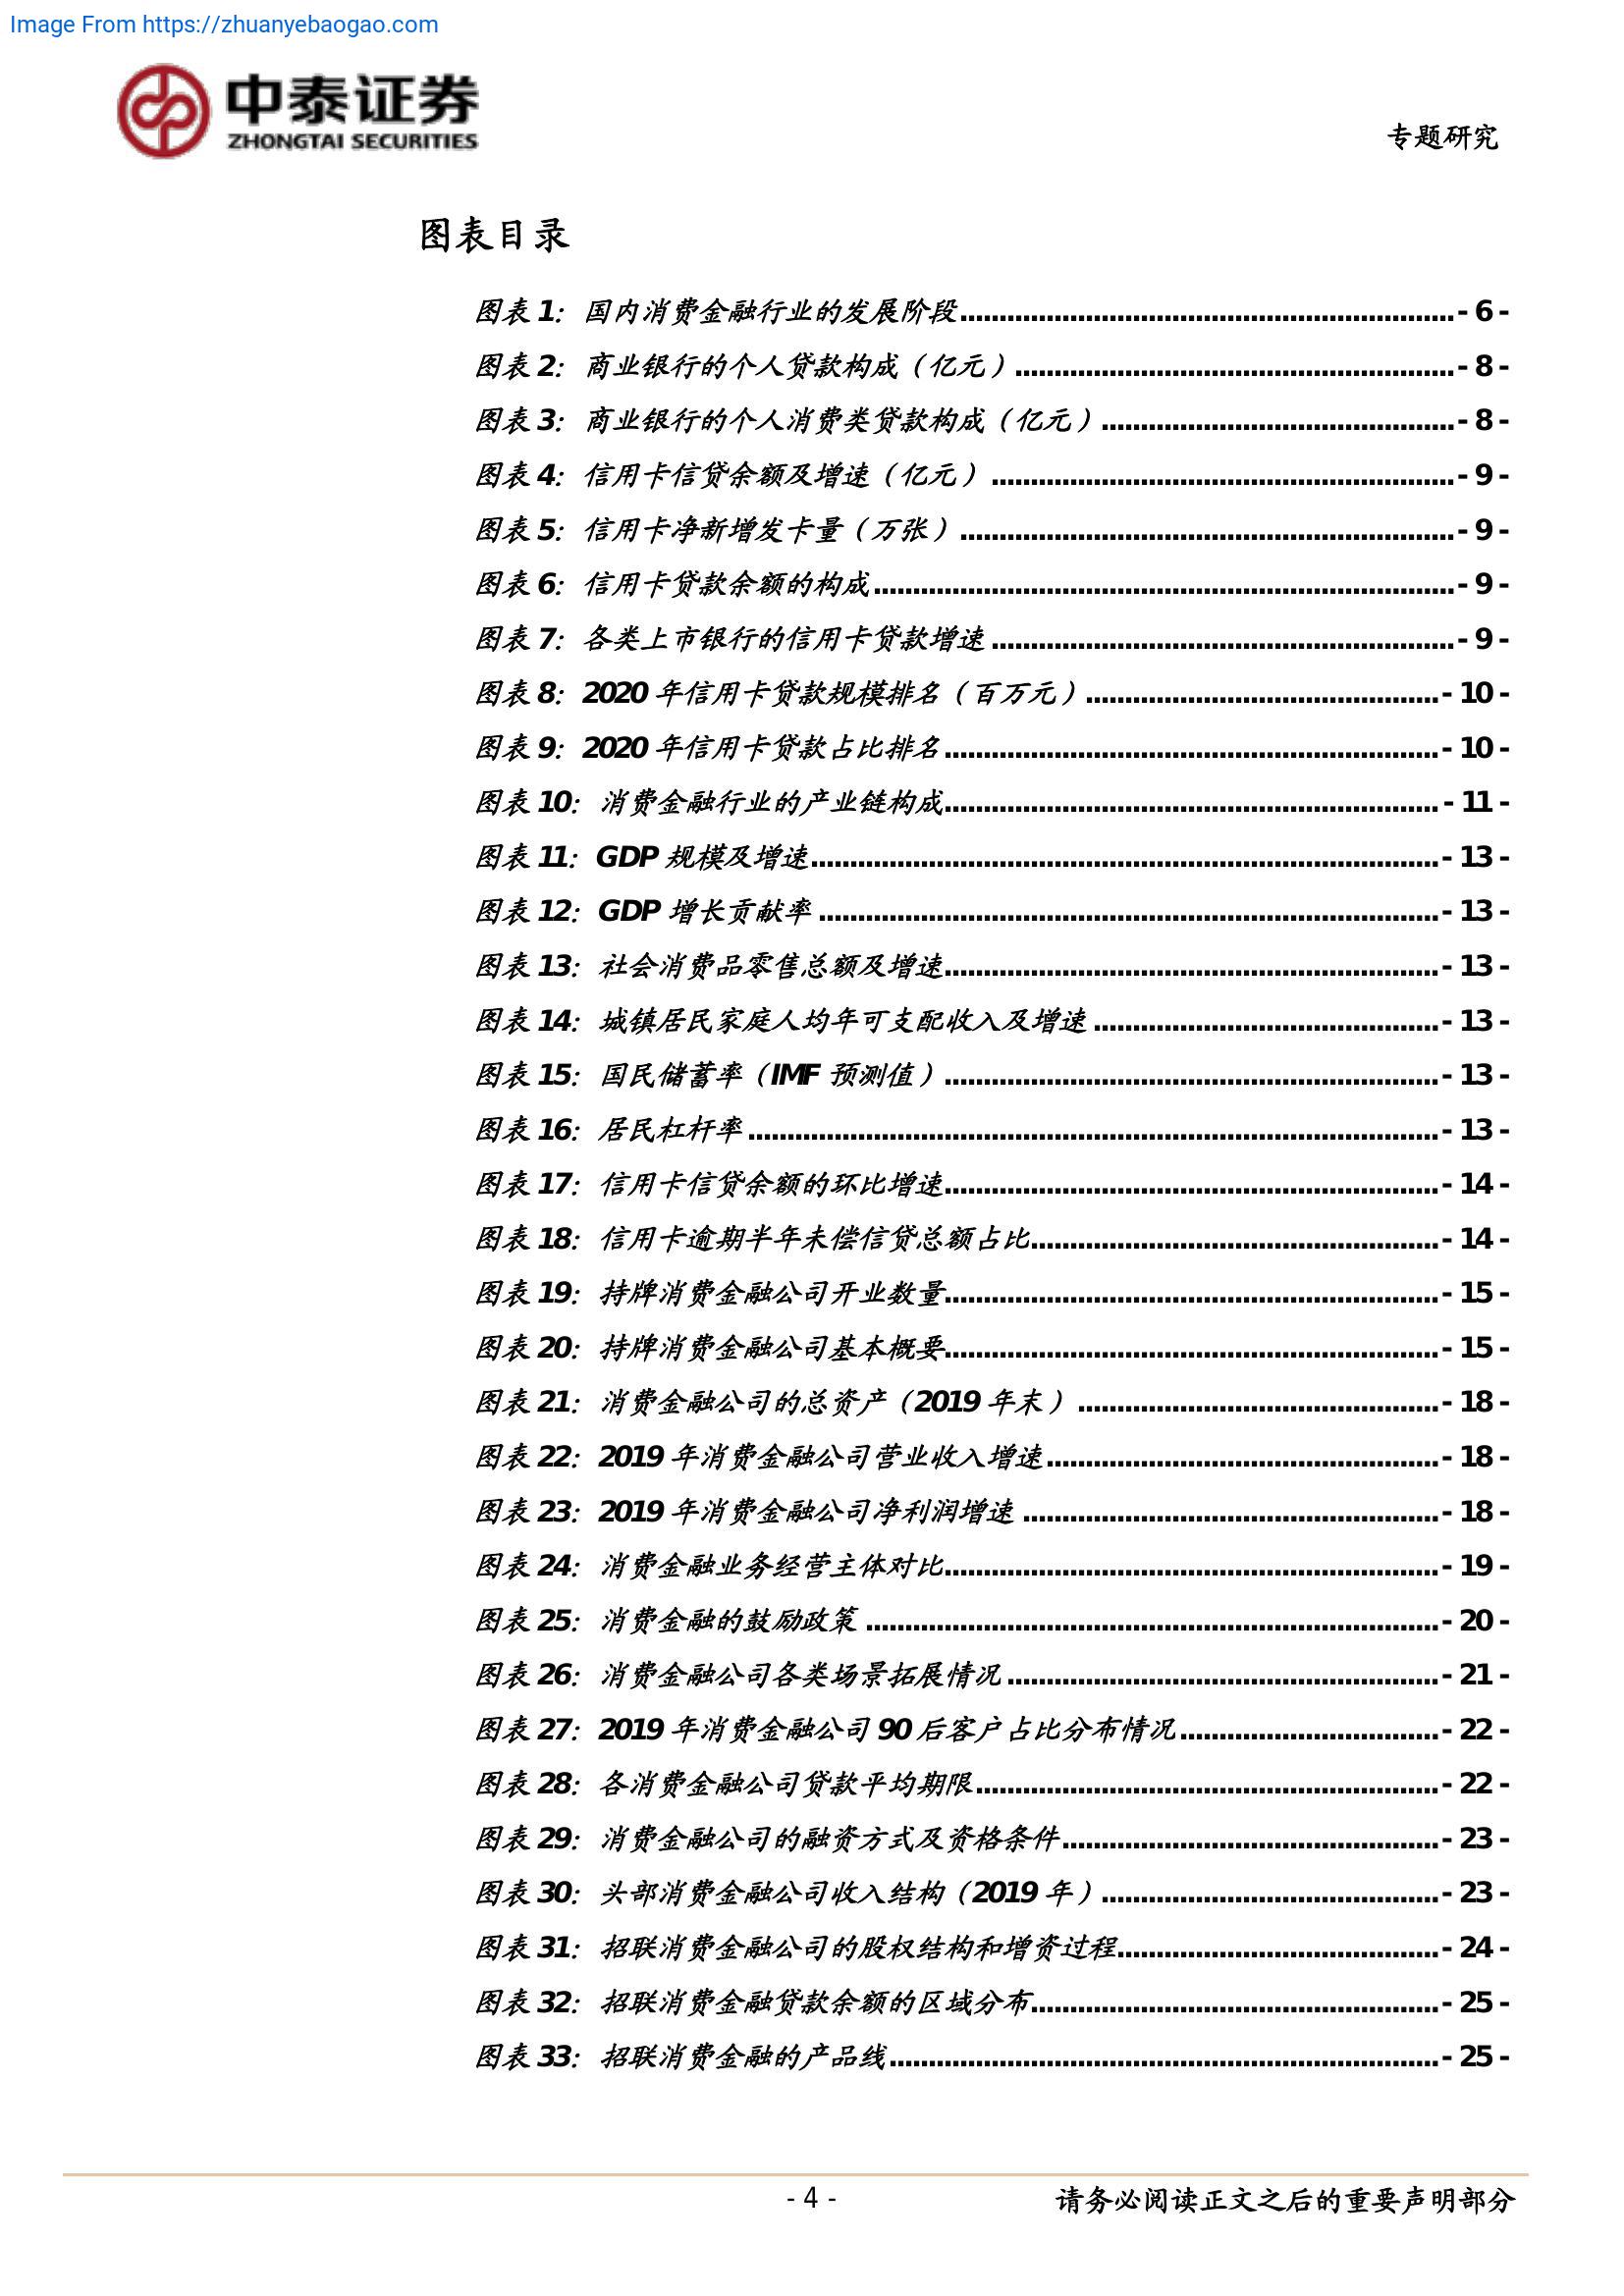 Image From https://zhuanyebaogao.com
中泰证券
ZHONGTAI SECURITIES
专题研究
图表目录
图表 1：国内消费金融行业的发展阶段.....- 6 -
图表 2：商业银行的个人贷款构成（亿元）.....- 8 -
图表 3：商业银行的个人消费类贷款构成（亿元）.....- 8 -
图表 4：信用卡信贷余额及增速（亿元）.....- 9 -
图表 5：信用卡净新增发卡量（万张）.....- 9 -
图表 6：信用卡贷款余额的构成.....- 9 -
图表 7：各类上市银行的信用卡贷款增速.....- 9 -
图表 8：2020 年信用卡贷款规模排名（百万元）.....- 10 -
图表 9：2020 年信用卡贷款占比排名.....- 10 -
图表 10：消费金融行业的产业链构成.....- 11 -
图表 11：GDP 规模及增速.....- 13 -
图表 12：GDP 增长贡献率.....- 13 -
图表 13：社会消费品零售总额及增速.....- 13 -
图表 14：城镇居民家庭人均年可支配收入及增速.....- 13 -
图表 15：国民储蓄率（IMF 预测值）.....- 13 -
图表 16：居民杠杆率.....- 13 -
图表 17：信用卡信贷余额的环比增速.....- 14 -
图表 18：信用卡逾期半年未偿信贷总额占比.....- 14 -
图表 19：持牌消费金融公司开业数量.....- 15 -
图表 20：持牌消费金融公司基本概要.....- 15 -
图表 21：消费金融公司的总资产（2019 年末）.....- 18 -
图表 22：2019 年消费金融公司营业收入增速.....- 18 -
图表 23：2019 年消费金融公司净利润增速.....- 18 -
图表 24：消费金融业务经营主体对比.....- 19 -
图表 25：消费金融的鼓励政策.....- 20 -
图表 26：消费金融公司各类场景拓展情况.....- 21 -
图表 27：2019 年消费金融公司 90 后客户占比分布情况.....- 22 -
图表 28：各消费金融公司贷款平均期限.....- 22 -
图表 29：消费金融公司的融资方式及资格条件.....- 23 -
图表 30：头部消费金融公司收入结构（2019 年）.....- 23 -
图表 31：招联消费金融公司的股权结构和增资过程.....- 24 -
图表 32：招联消费金融贷款余额的区域分布.....- 25 -
图表 33：招联消费金融的产品线.....- 25 -
- 4 -
请务必阅读正文之后的重要声明部分